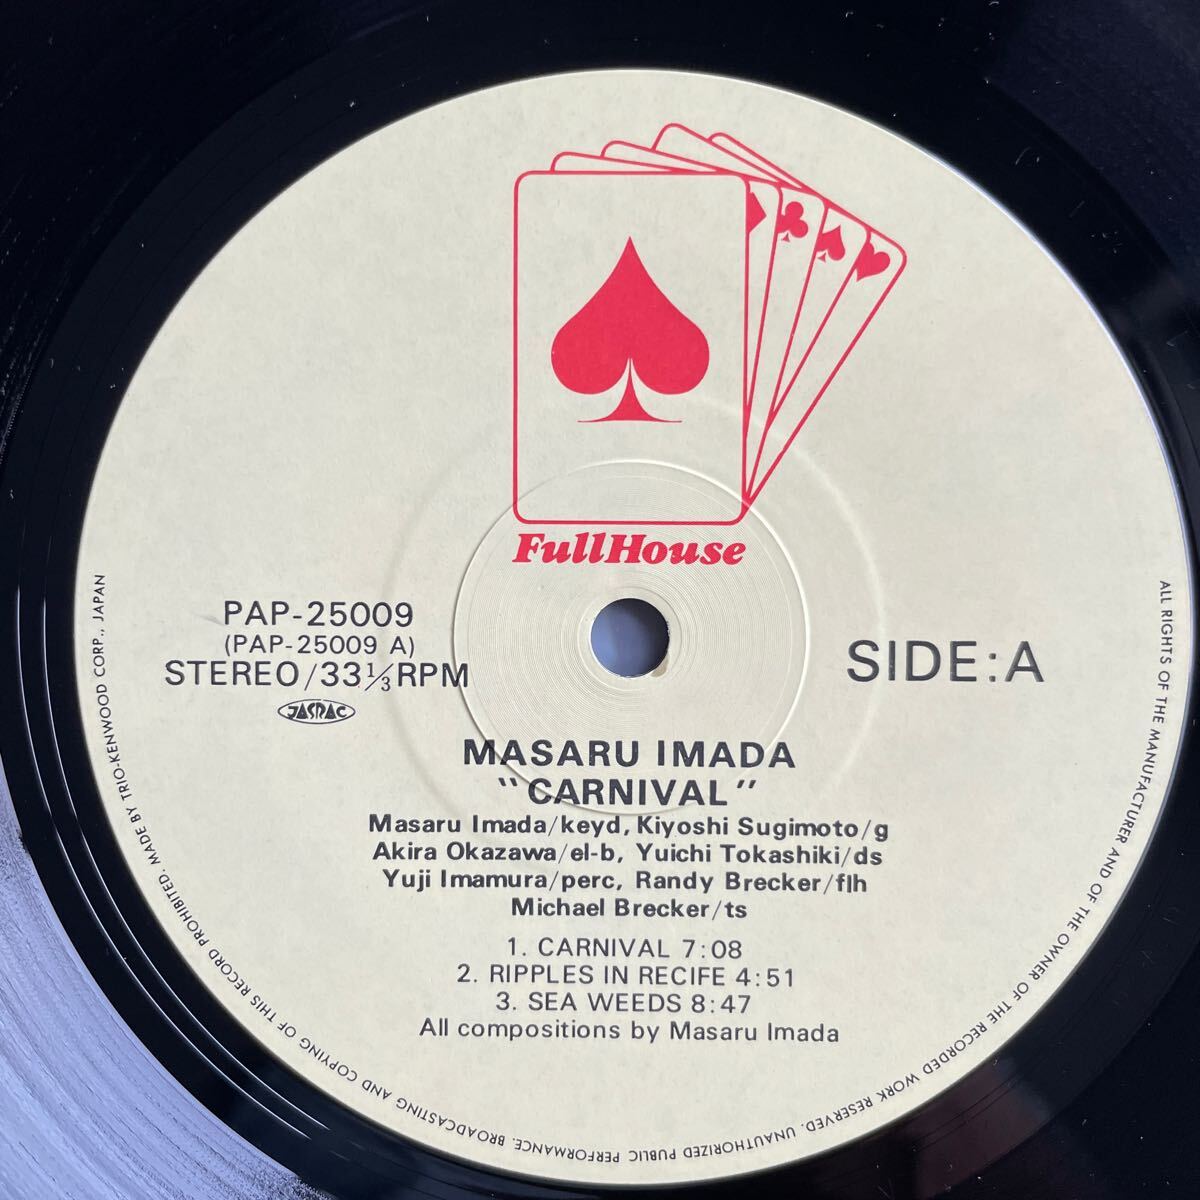 FullHouse
PAP-25009
(PAP-25009 A)
STEREO/33⅓RPM
JASRAC
SIDE:A
MASARU IMADA
"CARNIVAL"
Masaru Imada/keyd, Kiyoshi Sugimoto/g
Akira Okazawa/el-b, Yuichi Tokashiki/ds
Yuji Imamura/perc, Randy Brecker/flh
Michael Brecker/ts
1. CARNIVAL 7:08
2. RIPPLES IN RECIFE 4:51
3. SEA WEEDS 8:47
All compositions by Masaru Imada
ALL RIGHTS OF THE MANUFACTURER AND OF THE OWNER OF THE RECORDED WORK RESERVED. UNAUTHORIZED PUBLIC PERFORMANCE. BROADCASTING AND COPYING OF THIS RECORD PROHIBITED. MADE BY TRIO-KENWOOD CORP., JAPAN